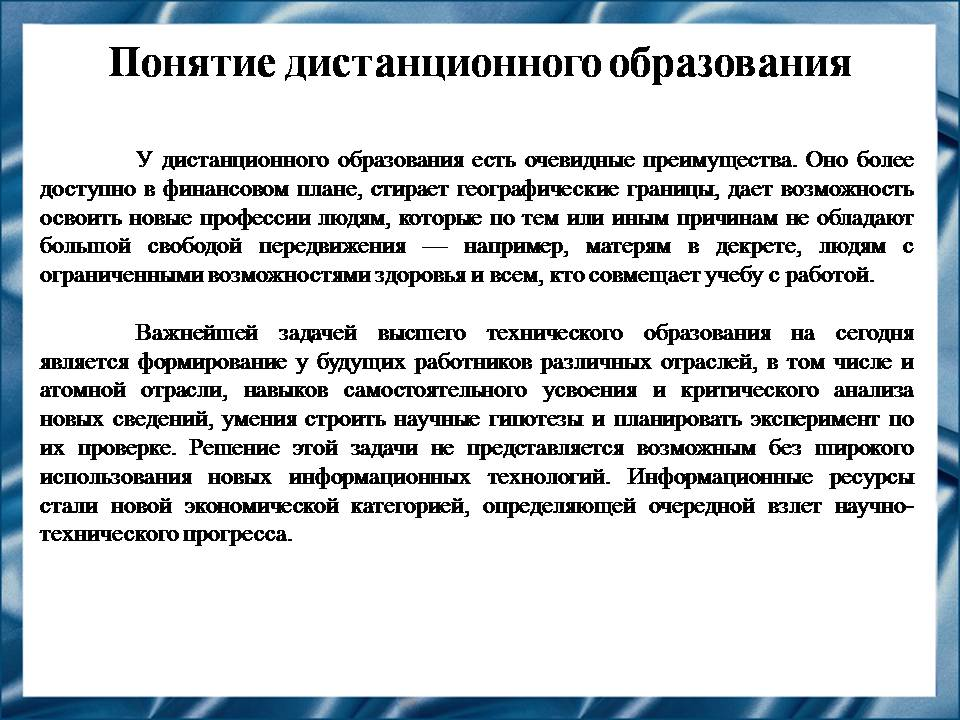 Понятие дистанционного образования
У дистанционного образования есть очевидные преимущества. Оно более
доступно в финансовом плане, стирает географические границы, дает возможность
освоить новые профессии людям, которые по тем или иным причинам не обладают
большой свободой передвижения — например, матерям в декрете, людям с
ограниченными возможностями здоровья и всем, кто совмещает учебу с работой.
Важнейшей задачей высшего технического образования на сегодня
является формирование у будущих работников различных отраслей, в том числе и
атомной отрасли, навыков самостоятельного усвоения и критического анализа
новых сведений, умения строить научные гипотезы и планировать эксперимент по
их проверке. Решение этой задачи не представляется возможным без широкого
использования новых информационных технологий. Информационные ресурсы
стали новой экономической категорией, определяющей очередной взлет научно-
технического прогресса.